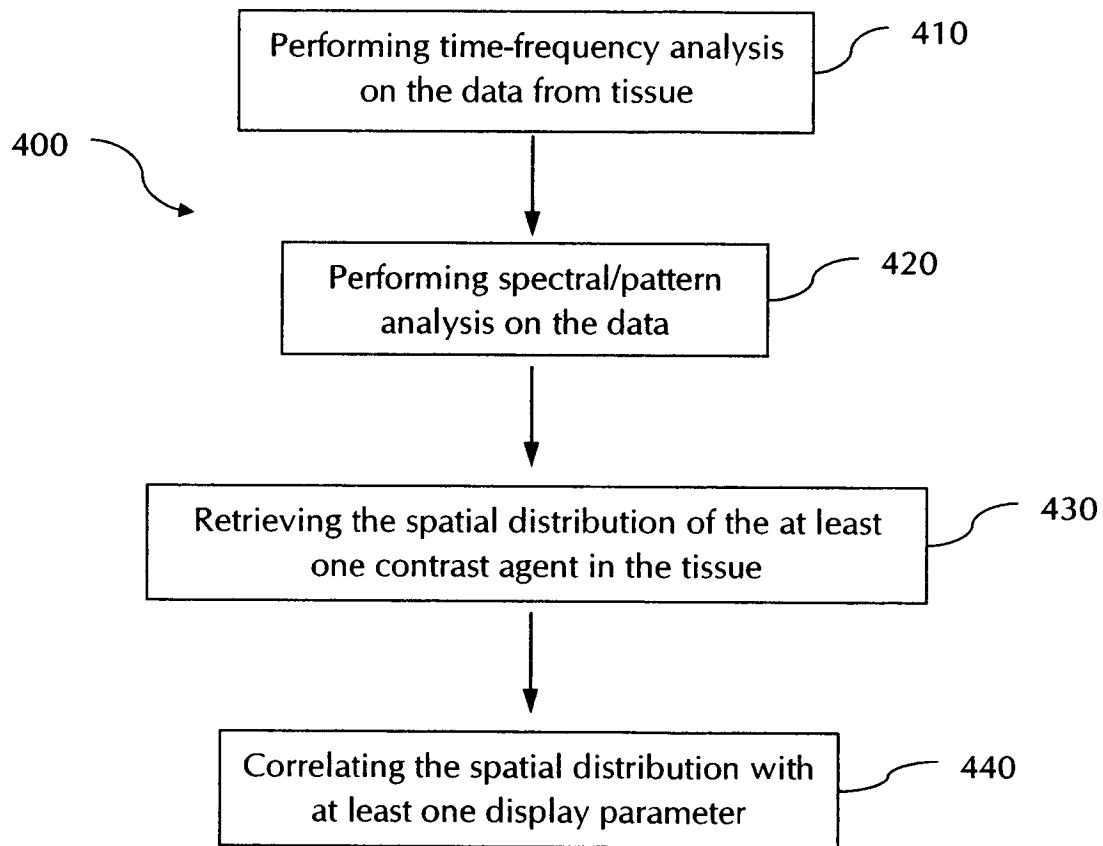 Performing time-frequency analysis
on the data from tissue
410
400
Performing spectral/pattern
analysis on the data
420
Retrieving the spatial distribution of the at least
one contrast agent in the tissue
430
Correlating the spatial distribution with
at least one display parameter
440